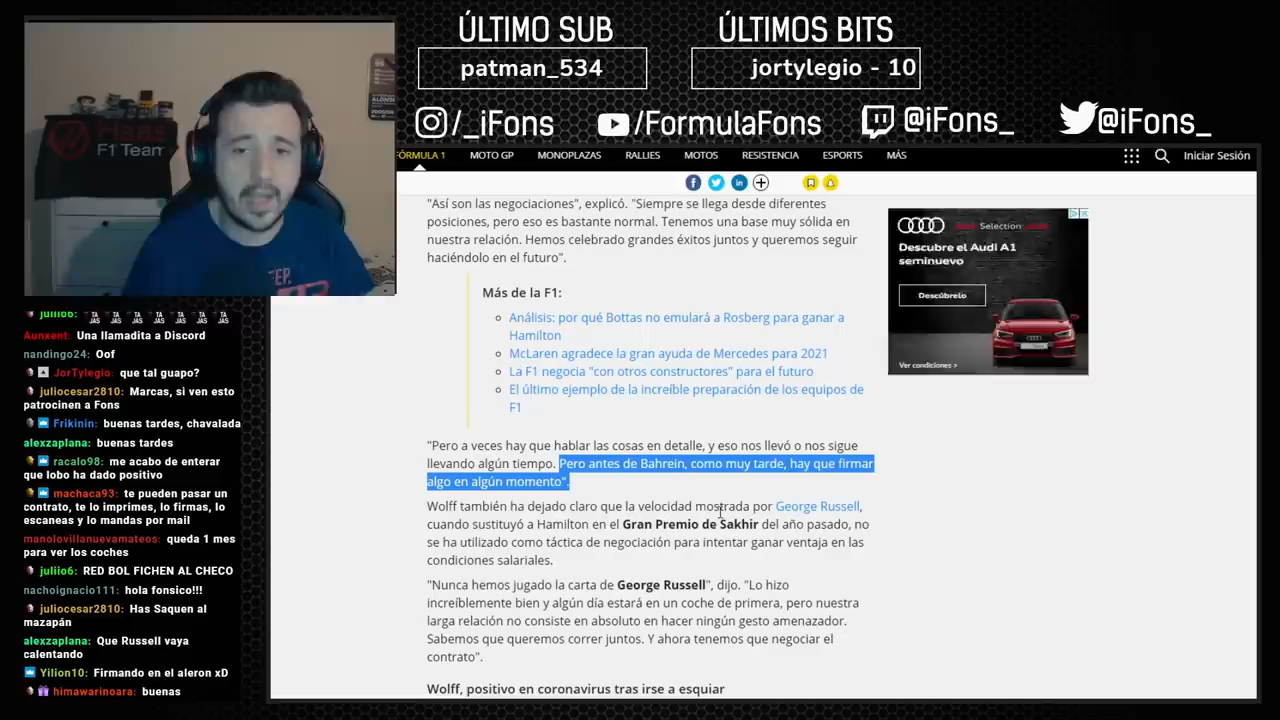 ÚLTIMO SUB
patman_534
ÚLTIMOS BITS
jortylegio - 10
/_iFons
/FormulaFons
@iFons_
@iFons_
Haas
F1 Team
FÓRMULA 1
MOTO GP
MONOPLAZAS
RALLIES
MOTOS
RESISTENCIA
ESPORTS
MÁS
Iniciar Sesión
"Así son las negociaciones", explicó. "Siempre se llega desde diferentes
posiciones, pero eso es bastante normal. Tenemos una base muy sólida en
nuestra relación. Hemos celebrado grandes éxitos juntos y queremos seguir
haciéndolo en el futuro".
Más de la F1:
Análisis: por qué Bottas no emulará a Rosberg para ganar a
Hamilton
McLaren agradece la gran ayuda de Mercedes para 2021
La F1 negocia "con otros constructores" para el futuro
El último ejemplo de la increíble preparación de los equipos de
F1
"Pero a veces hay que hablar las cosas en detalle, y eso nos llevó o nos sigue
llevando algún tiempo. Pero antes de Bahrein, como muy tarde, hay que firmar
algo en algún momento".
Wolff también ha dejado claro que la velocidad mostrada por George Russell,
cuando sustituyó a Hamilton en el Gran Premio de Sakhir del año pasado, no
se ha utilizado como táctica de negociación para intentar ganar ventaja en las
condiciones salariales.
"Nunca hemos jugado la carta de George Russell", dijo. "Lo hizo
increíblemente bien y algún día estará en un coche de primera, pero nuestra
larga relación no consiste en absoluto en hacer ningún gesto amenazador.
Sabemos que queremos correr juntos. Y ahora tenemos que negociar el
contrato".
Wolff, positivo en coronavirus tras irse a esquiar
Audi Selection
Descubre el Audi A1
seminuevo
Descúbrelo
Ver condiciones >
juliio6:
Aunxent: Una llamadita a Discord
nandingo24: Oof
JorTylegio: que tal guapo?
juliocesar2810: Marcas, si ven esto
patrocinen a Fons
Frikinin: buenas tardes, chavalada
alexzaplana: buenas tardes
racalo98: me acabo de enterar
que lobo ha dado positivo
machaca93: te pueden pasar un
contrato, te lo imprimes, lo firmas, lo
escaneas y lo mandas por mail
manolovillanuevamateos: queda 1 mes
para ver los coches
juliio6: RED BOL FICHEN AL CHECO
nachoignacio111: hola fonsico!!!
juliocesar2810: Has Saquen al
mazapán
alexzaplana: Que Russell vaya
calentando
Yilion10: Firmando en el aleron xD
himawarinoara: buenas